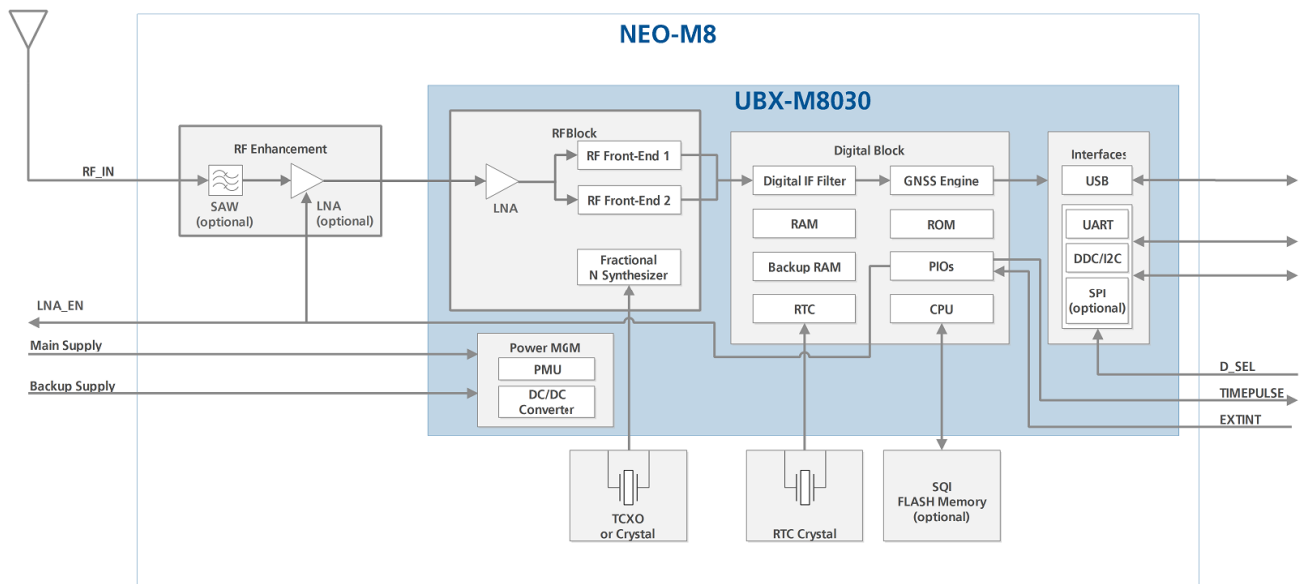 NEO-M8
UBX-M8030
RF Enhancement
SAW
(optional)
LNA
(optional)
RF_IN
RFBlock
RF Front-End 1
RF Front-End 2
LNA
Fractional
N Synthesizer
Digital Block
Digital IF Filter
GNSS Engine
RAM
ROM
Backup RAM
PIOs
RTC
CPU
Interfaces
USB
UART
DDC/I2C
SPI
(optional)
LNA_EN
Main Supply
Backup Supply
Power MGM
PMU
DC/DC
Converter
D_SEL
TIMEPULSE
EXTINT
TCXO
or Crystal
RTC Crystal
SQI
FLASH Memory
(optional)